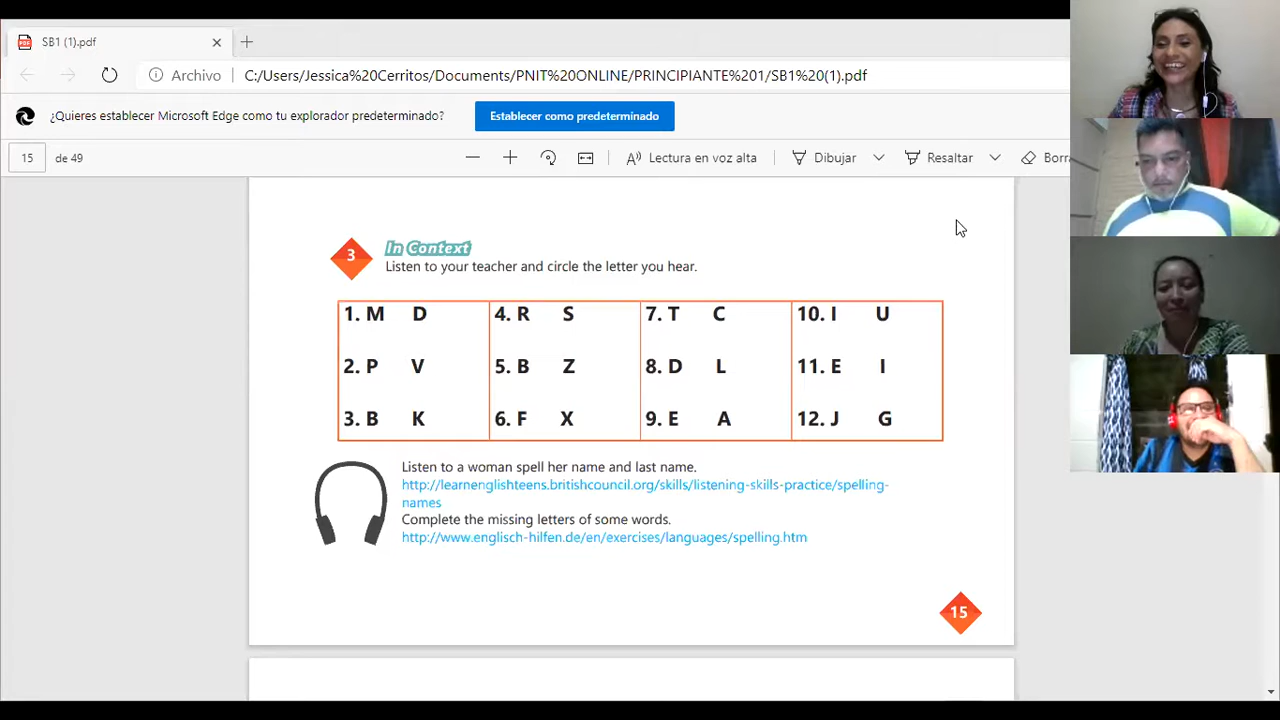 SB1 (1).pdf
Archivo C:/Users/Jessica%20Cerritos/Documents/PNIT%20ONLINE/PRINCIPIANTE%201/SB1%20(1).pdf
¿Quieres establecer Microsoft Edge como tu explorador predeterminado? Establecer como predeterminado
15 de 49 Lectura en voz alta Dibujar Resaltar Borra
3 In Context
Listen to your teacher and circle the letter you hear.
1. M D 4. R S 7. T C 10. I U
2. P V 5. B Z 8. D L 11. E I
3. B K 6. F X 9. E A 12. J G
Listen to a woman spell her name and last name.
http://learnenglishteens.britishcouncil.org/skills/listening-skills-practice/spelling-
names
Complete the missing letters of some words.
http://www.englisch-hilfen.de/en/exercises/languages/spelling.htm
15